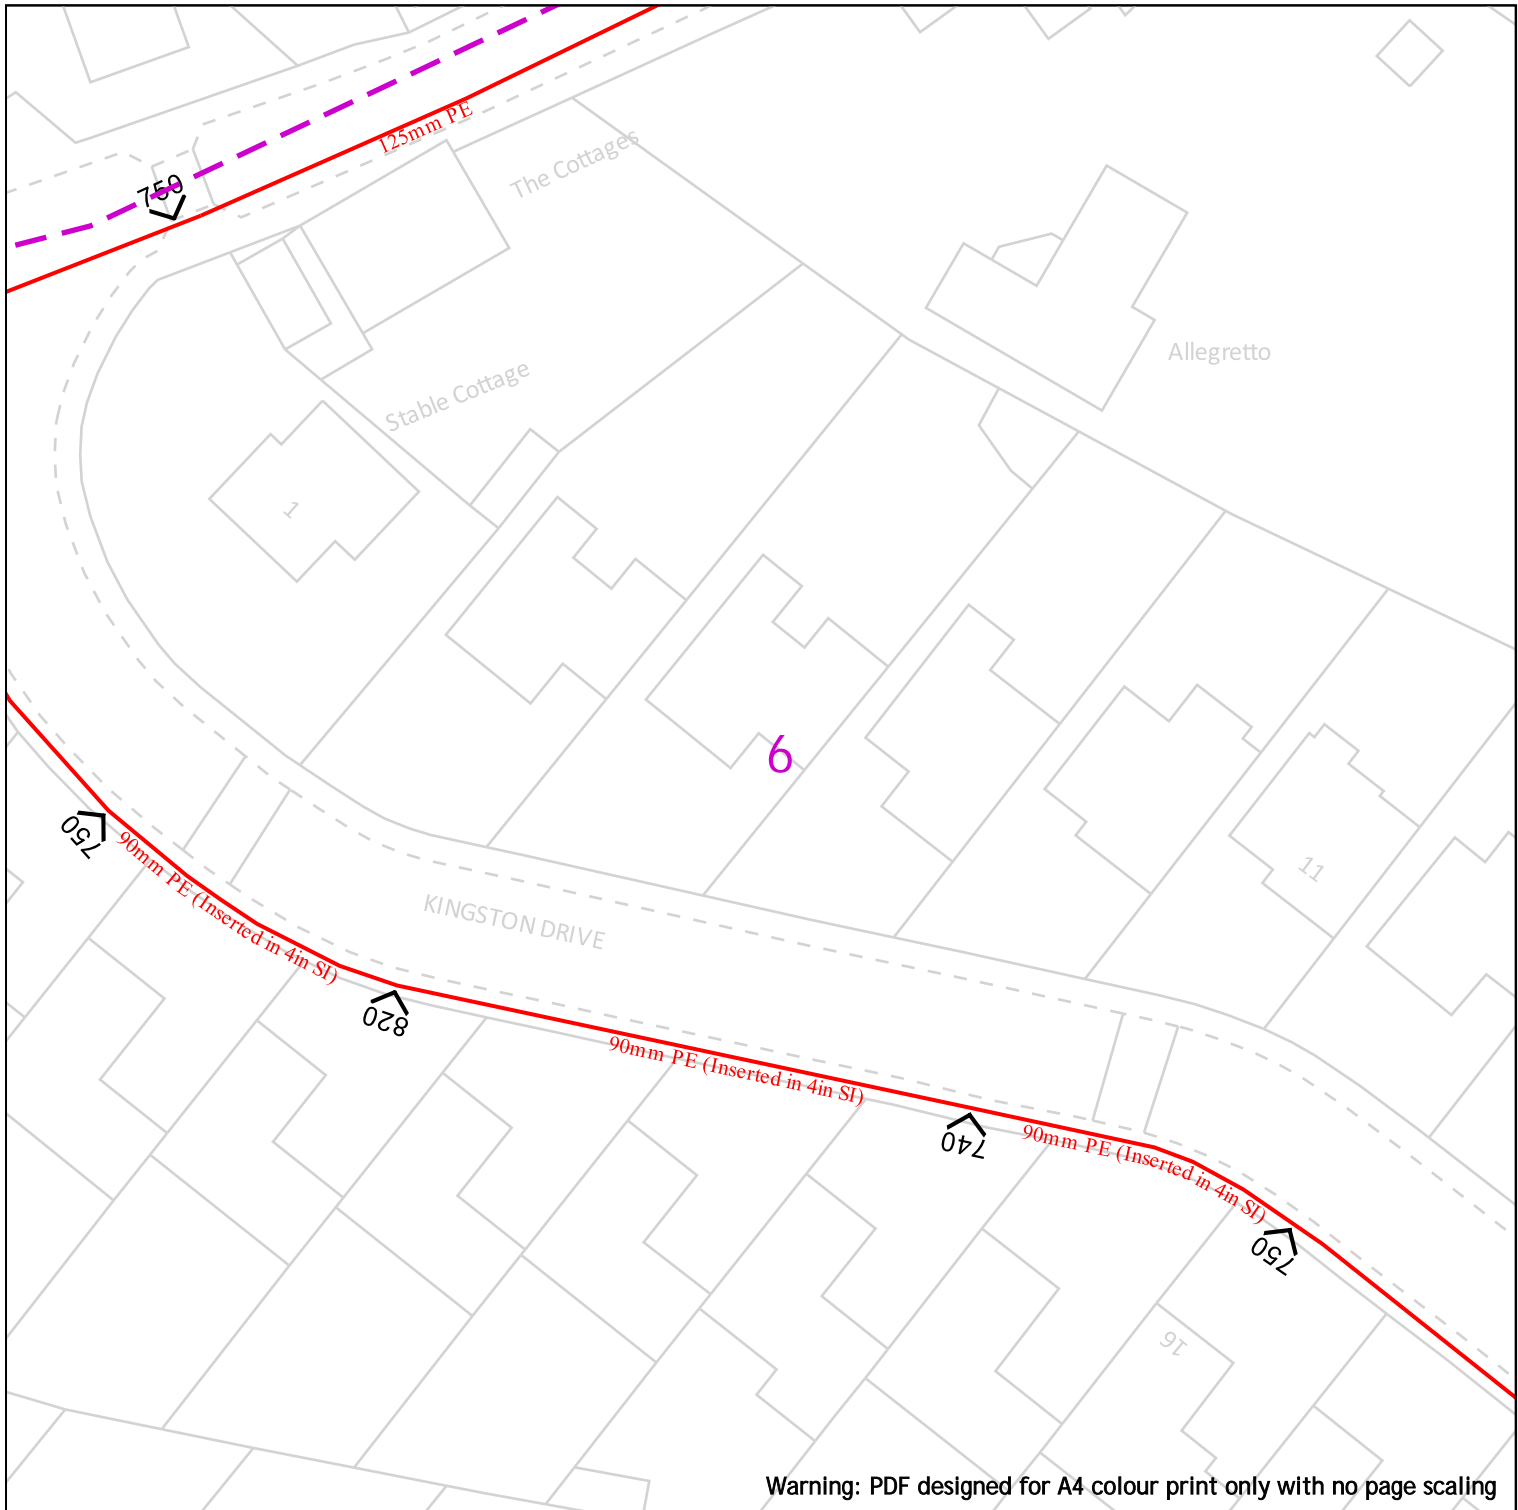 125mm PE
The Cottages
750
Allegretto
Stable Cottage
1
6
750
90mm PE (Inserted in 4in SI)
11
KINGSTON DRIVE
820
90mm PE (Inserted in 4in SI)
740
90mm PE (Inserted in 4in SI)
750
16
Warning: PDF designed for A4 colour print only with no page scaling